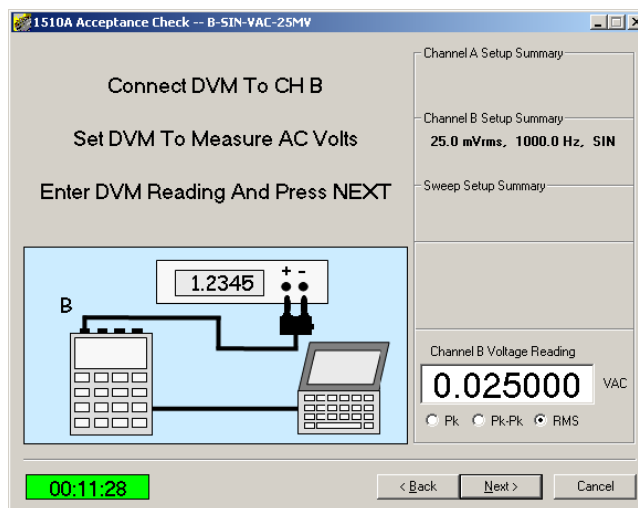 1510A Acceptance Check -- B-SIN-VAC-25MV
Connect DVM To CH B
Set DVM To Measure AC Volts
Enter DVM Reading And Press NEXT
Channel A Setup Summary
Channel B Setup Summary
25.0 mVrms, 1000.0 Hz, SIN
Sweep Setup Summary
1.2345
+ -
B
Channel B Voltage Reading
0.025000 VAC
Pk Pk-Pk RMS
00:11:28
< Back Next > Cancel